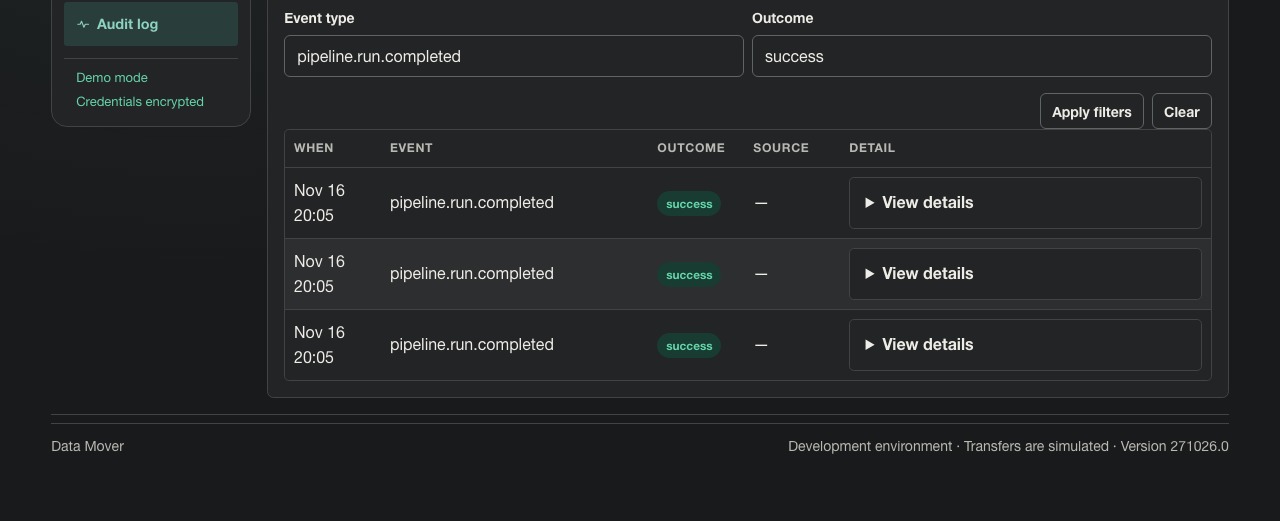 Audit log
Demo mode
Credentials encrypted
Event type
Outcome
pipeline.run.completed
success
Apply filters
Clear
WHEN EVENT OUTCOME SOURCE DETAIL
Nov 16
20:05
pipeline.run.completed
success
—
View details
Nov 16
20:05
pipeline.run.completed
success
—
View details
Nov 16
20:05
pipeline.run.completed
success
—
View details
Data Mover
Development environment · Transfers are simulated · Version 271026.0